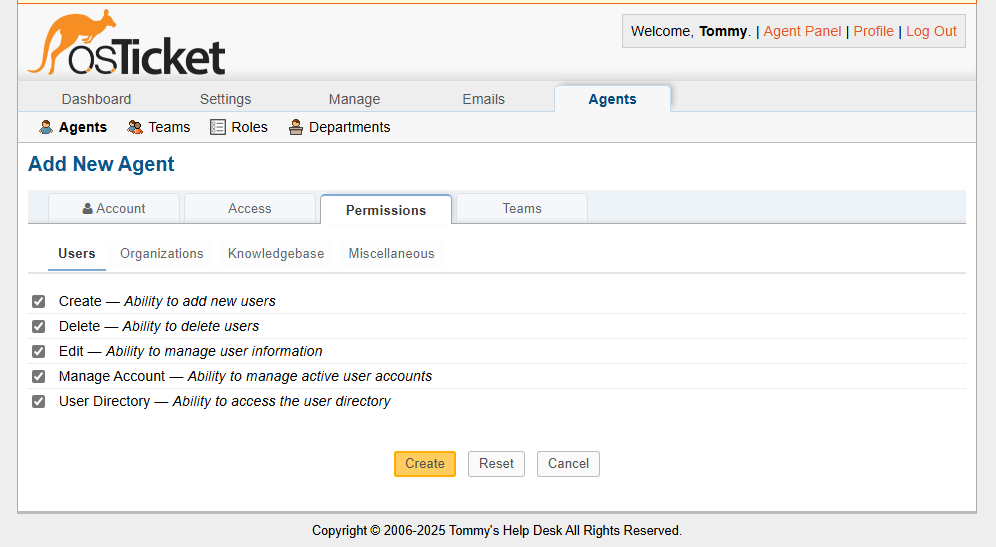 osTicket
Welcome, Tommy. | Agent Panel | Profile | Log Out
Dashboard Settings Manage Emails Agents
Agents Teams Roles Departments
Add New Agent
Account Access Permissions Teams
Users Organizations Knowledgebase Miscellaneous
Create — Ability to add new users
Delete — Ability to delete users
Edit — Ability to manage user information
Manage Account — Ability to manage active user accounts
User Directory — Ability to access the user directory
Create Reset Cancel
Copyright © 2006-2025 Tommy's Help Desk All Rights Reserved.